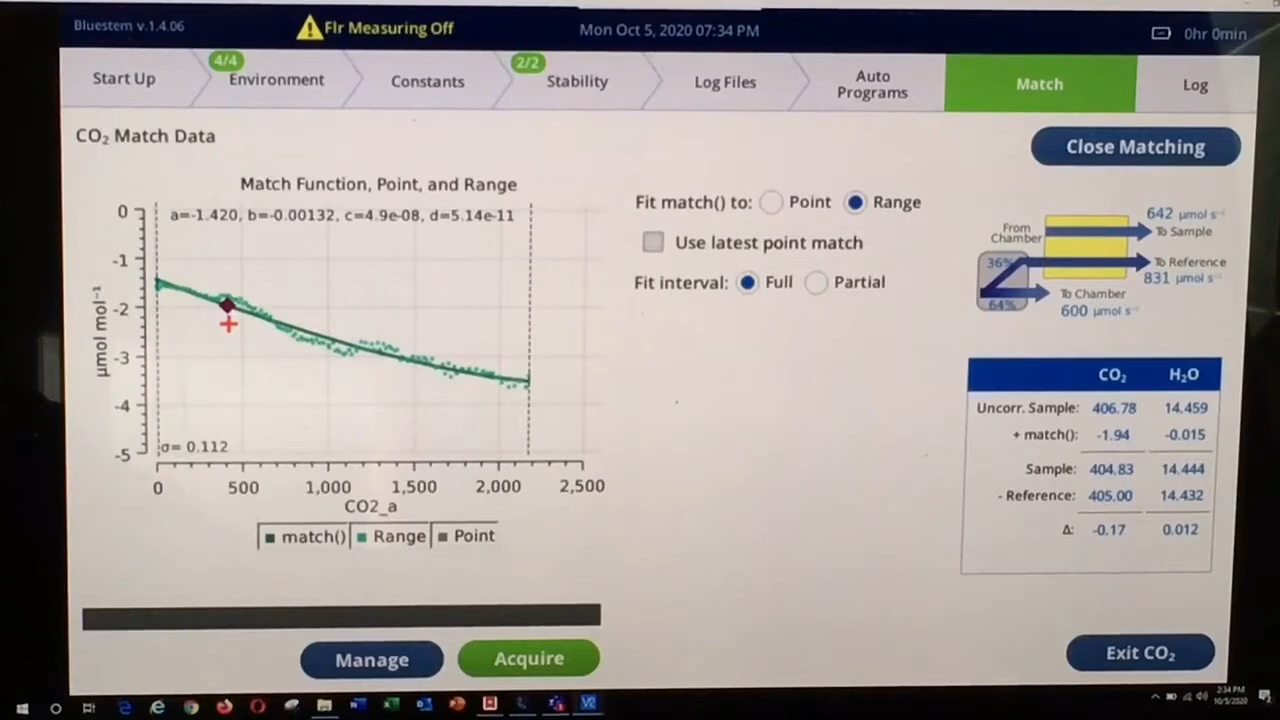 Bluestem v.1.4.06
Flr Measuring Off
Mon Oct 5, 2020 07:34 PM
0hr 0min
Start Up
4/4
Environment
Constants
2/2
Stability
Log Files
Auto
Programs
Match
Log
CO₂ Match Data
Close Matching
Match Function, Point, and Range
a=-1.420, b=-0.00132, c=4.9e-08, d=5.14e-11
0
-1
-2
-3
-4
-5
μmol mol⁻¹
σ= 0.112
0 500 1,000 1,500 2,000 2,500
CO2_a
match() Range Point
Fit match() to: Point Range
Use latest point match
Fit interval: Full Partial
642 μmol s⁻¹
From
Chamber
To Sample
36%
To Reference
831 μmol s⁻¹
64%
To Chamber
600 μmol s⁻¹
CO₂ H₂O
Uncorr. Sample: 406.78 14.459
+ match(): -1.94 -0.015
Sample: 404.83 14.444
- Reference: 405.00 14.432
Δ: -0.17 0.012
Manage
Acquire
Exit CO₂
2:34 PM
10/5/2020